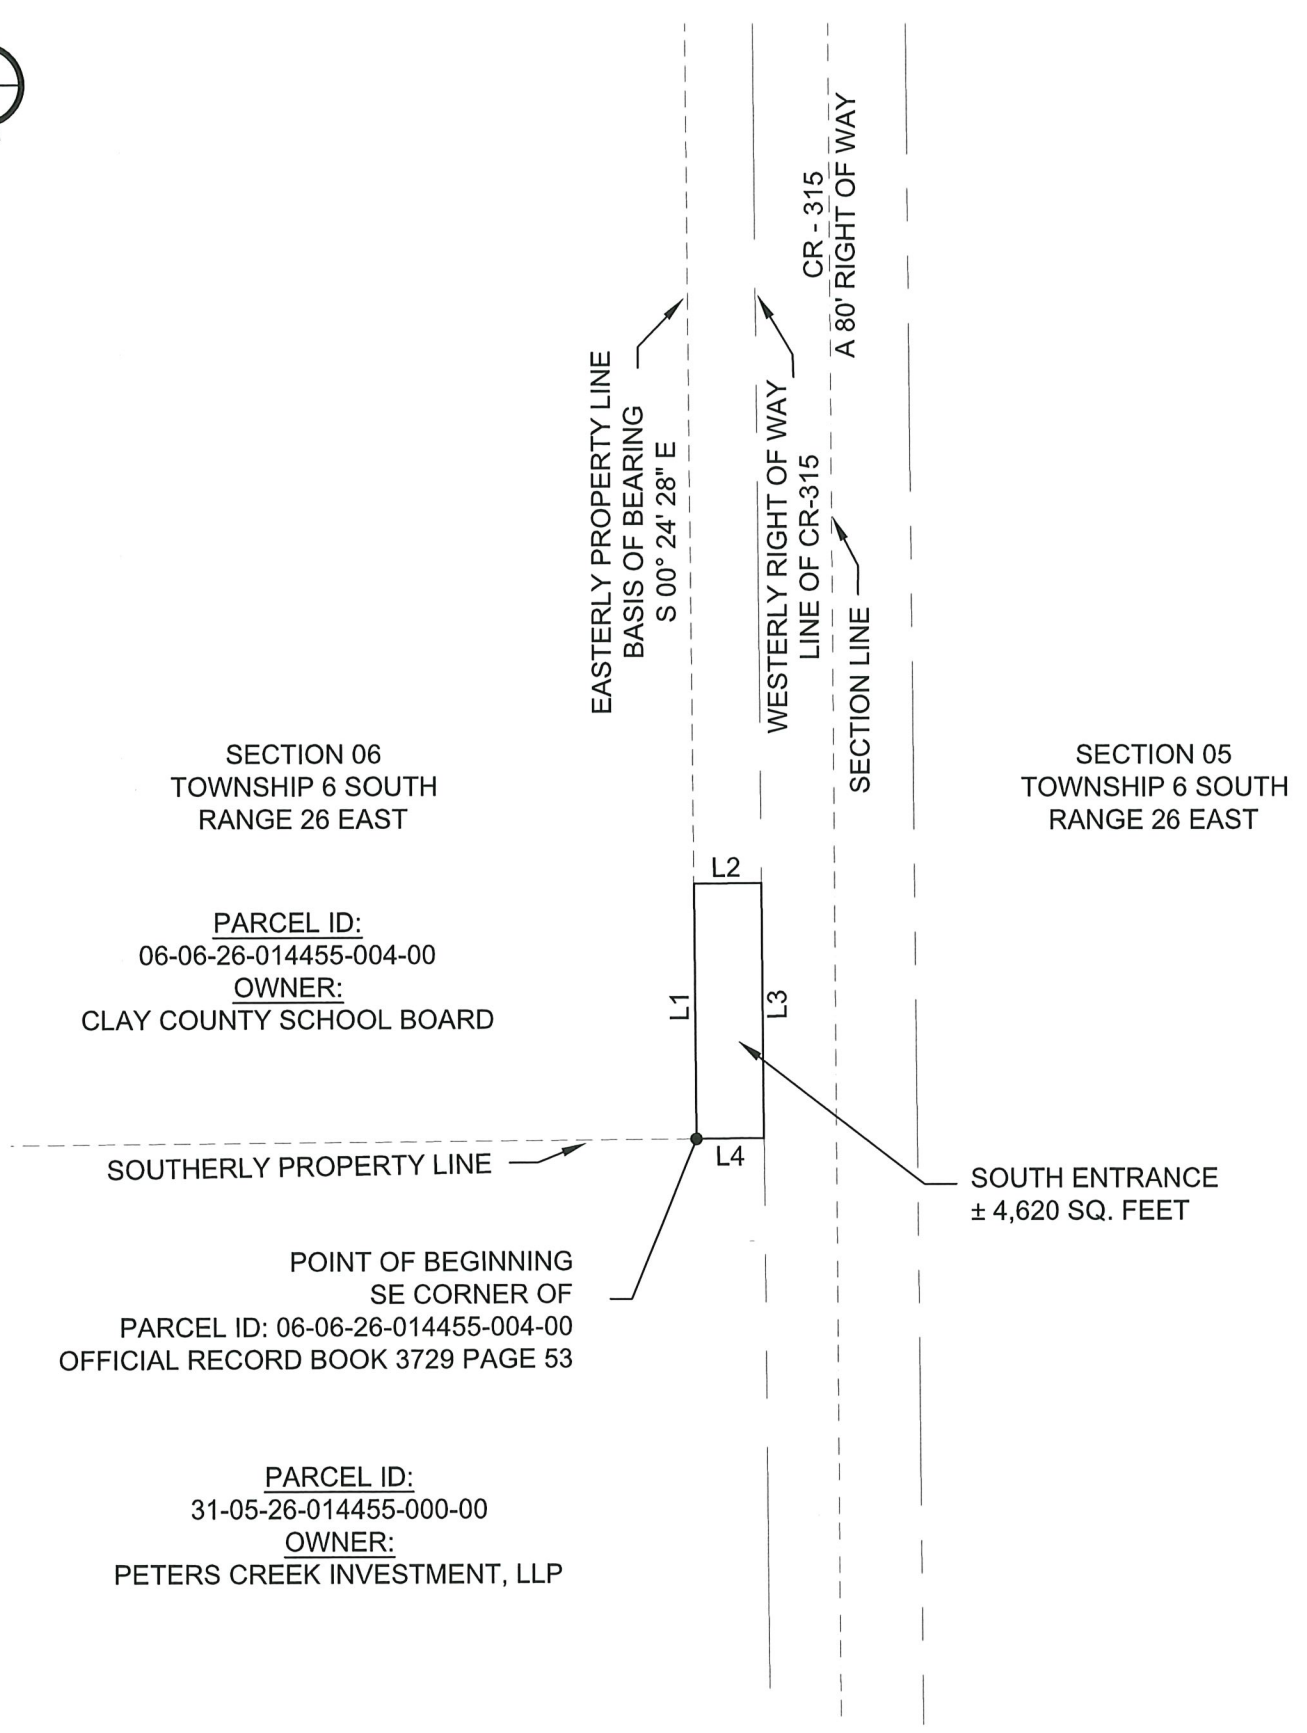 CR - 315
A 80' RIGHT OF WAY
EASTERLY PROPERTY LINE
BASIS OF BEARING
S 00° 24' 28" E
WESTERLY RIGHT OF WAY
LINE OF CR-315
SECTION LINE
SECTION 06
TOWNSHIP 6 SOUTH
RANGE 26 EAST
SECTION 05
TOWNSHIP 6 SOUTH
RANGE 26 EAST
L2
PARCEL ID:
06-06-26-014455-004-00
OWNER:
CLAY COUNTY SCHOOL BOARD
L1
L3
L4
SOUTHERLY PROPERTY LINE
SOUTH ENTRANCE
± 4,620 SQ. FEET
POINT OF BEGINNING
SE CORNER OF
PARCEL ID: 06-06-26-014455-004-00
OFFICIAL RECORD BOOK 3729 PAGE 53
PARCEL ID:
31-05-26-014455-000-00
OWNER:
PETERS CREEK INVESTMENT, LLP